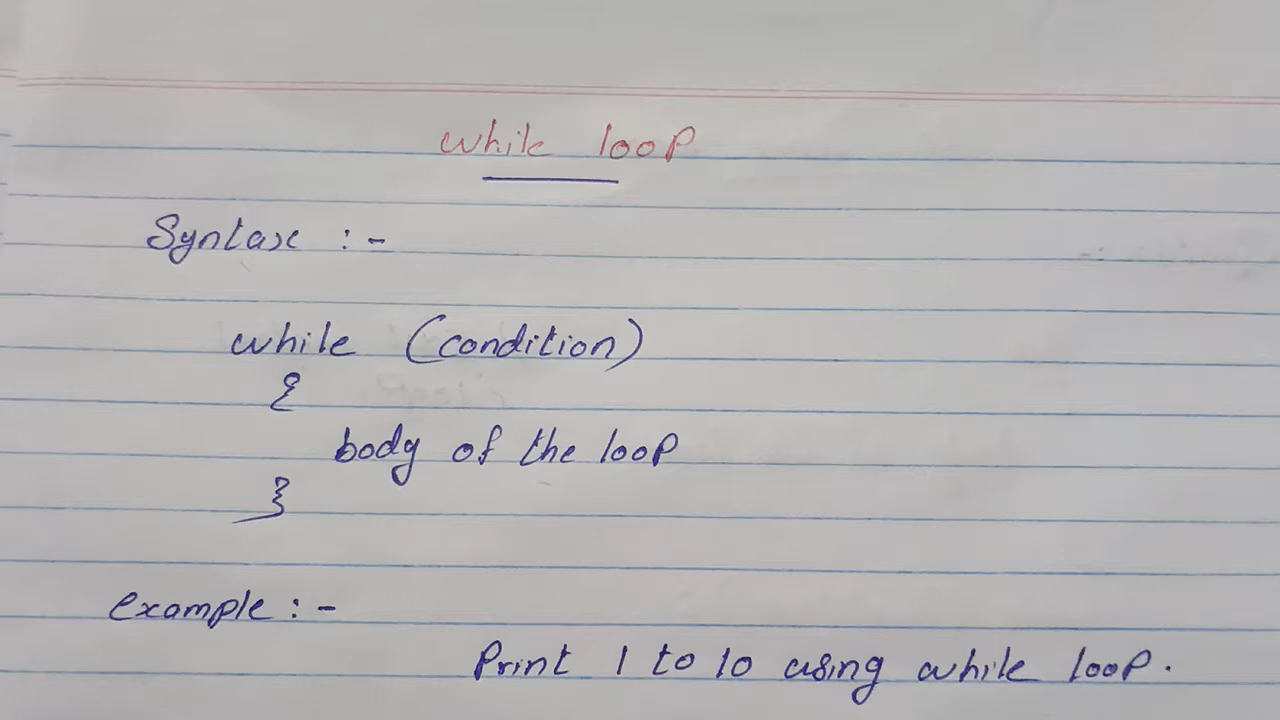 while loop
Syntax :-
while (condition)
{
body of the loop
}
example :-
Print 1 to 10 using while loop.